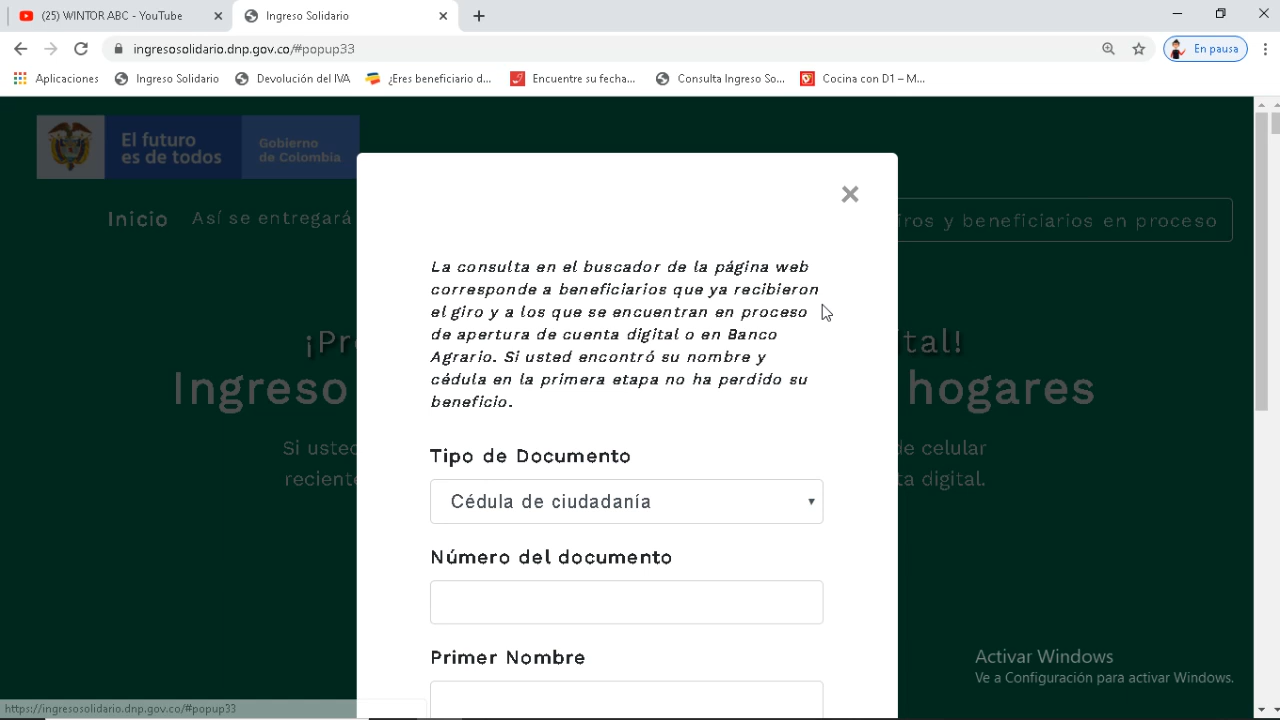 (25) WINTOR ABC - YouTube
Ingreso Solidario
ingresosolidario.dnp.gov.co/#popup33
En pausa
Aplicaciones
Ingreso Solidario
Devolución del IVA
¿Eres beneficiario d...
Encuentre su fecha...
Consulta Ingreso So...
Cocina con D1 – M...
El futuro
es de todos
Gobierno
de Colombia
Inicio
Así se entregará
iros y beneficiarios en proceso
La consulta en el buscador de la página web
corresponde a beneficiarios que ya recibieron
el giro y a los que se encuentran en proceso
de apertura de cuenta digital o en Banco
Agrario. Si usted encontró su nombre y
cédula en la primera etapa no ha perdido su
beneficio.
¡Pr
tal!
Ingreso
hogares
Si usted
de celular
reciente
ta digital.
Tipo de Documento
Cédula de ciudadanía
Número del documento
Primer Nombre
Activar Windows
Ve a Configuración para activar Windows.
https://ingresosolidario.dnp.gov.co/#popup33